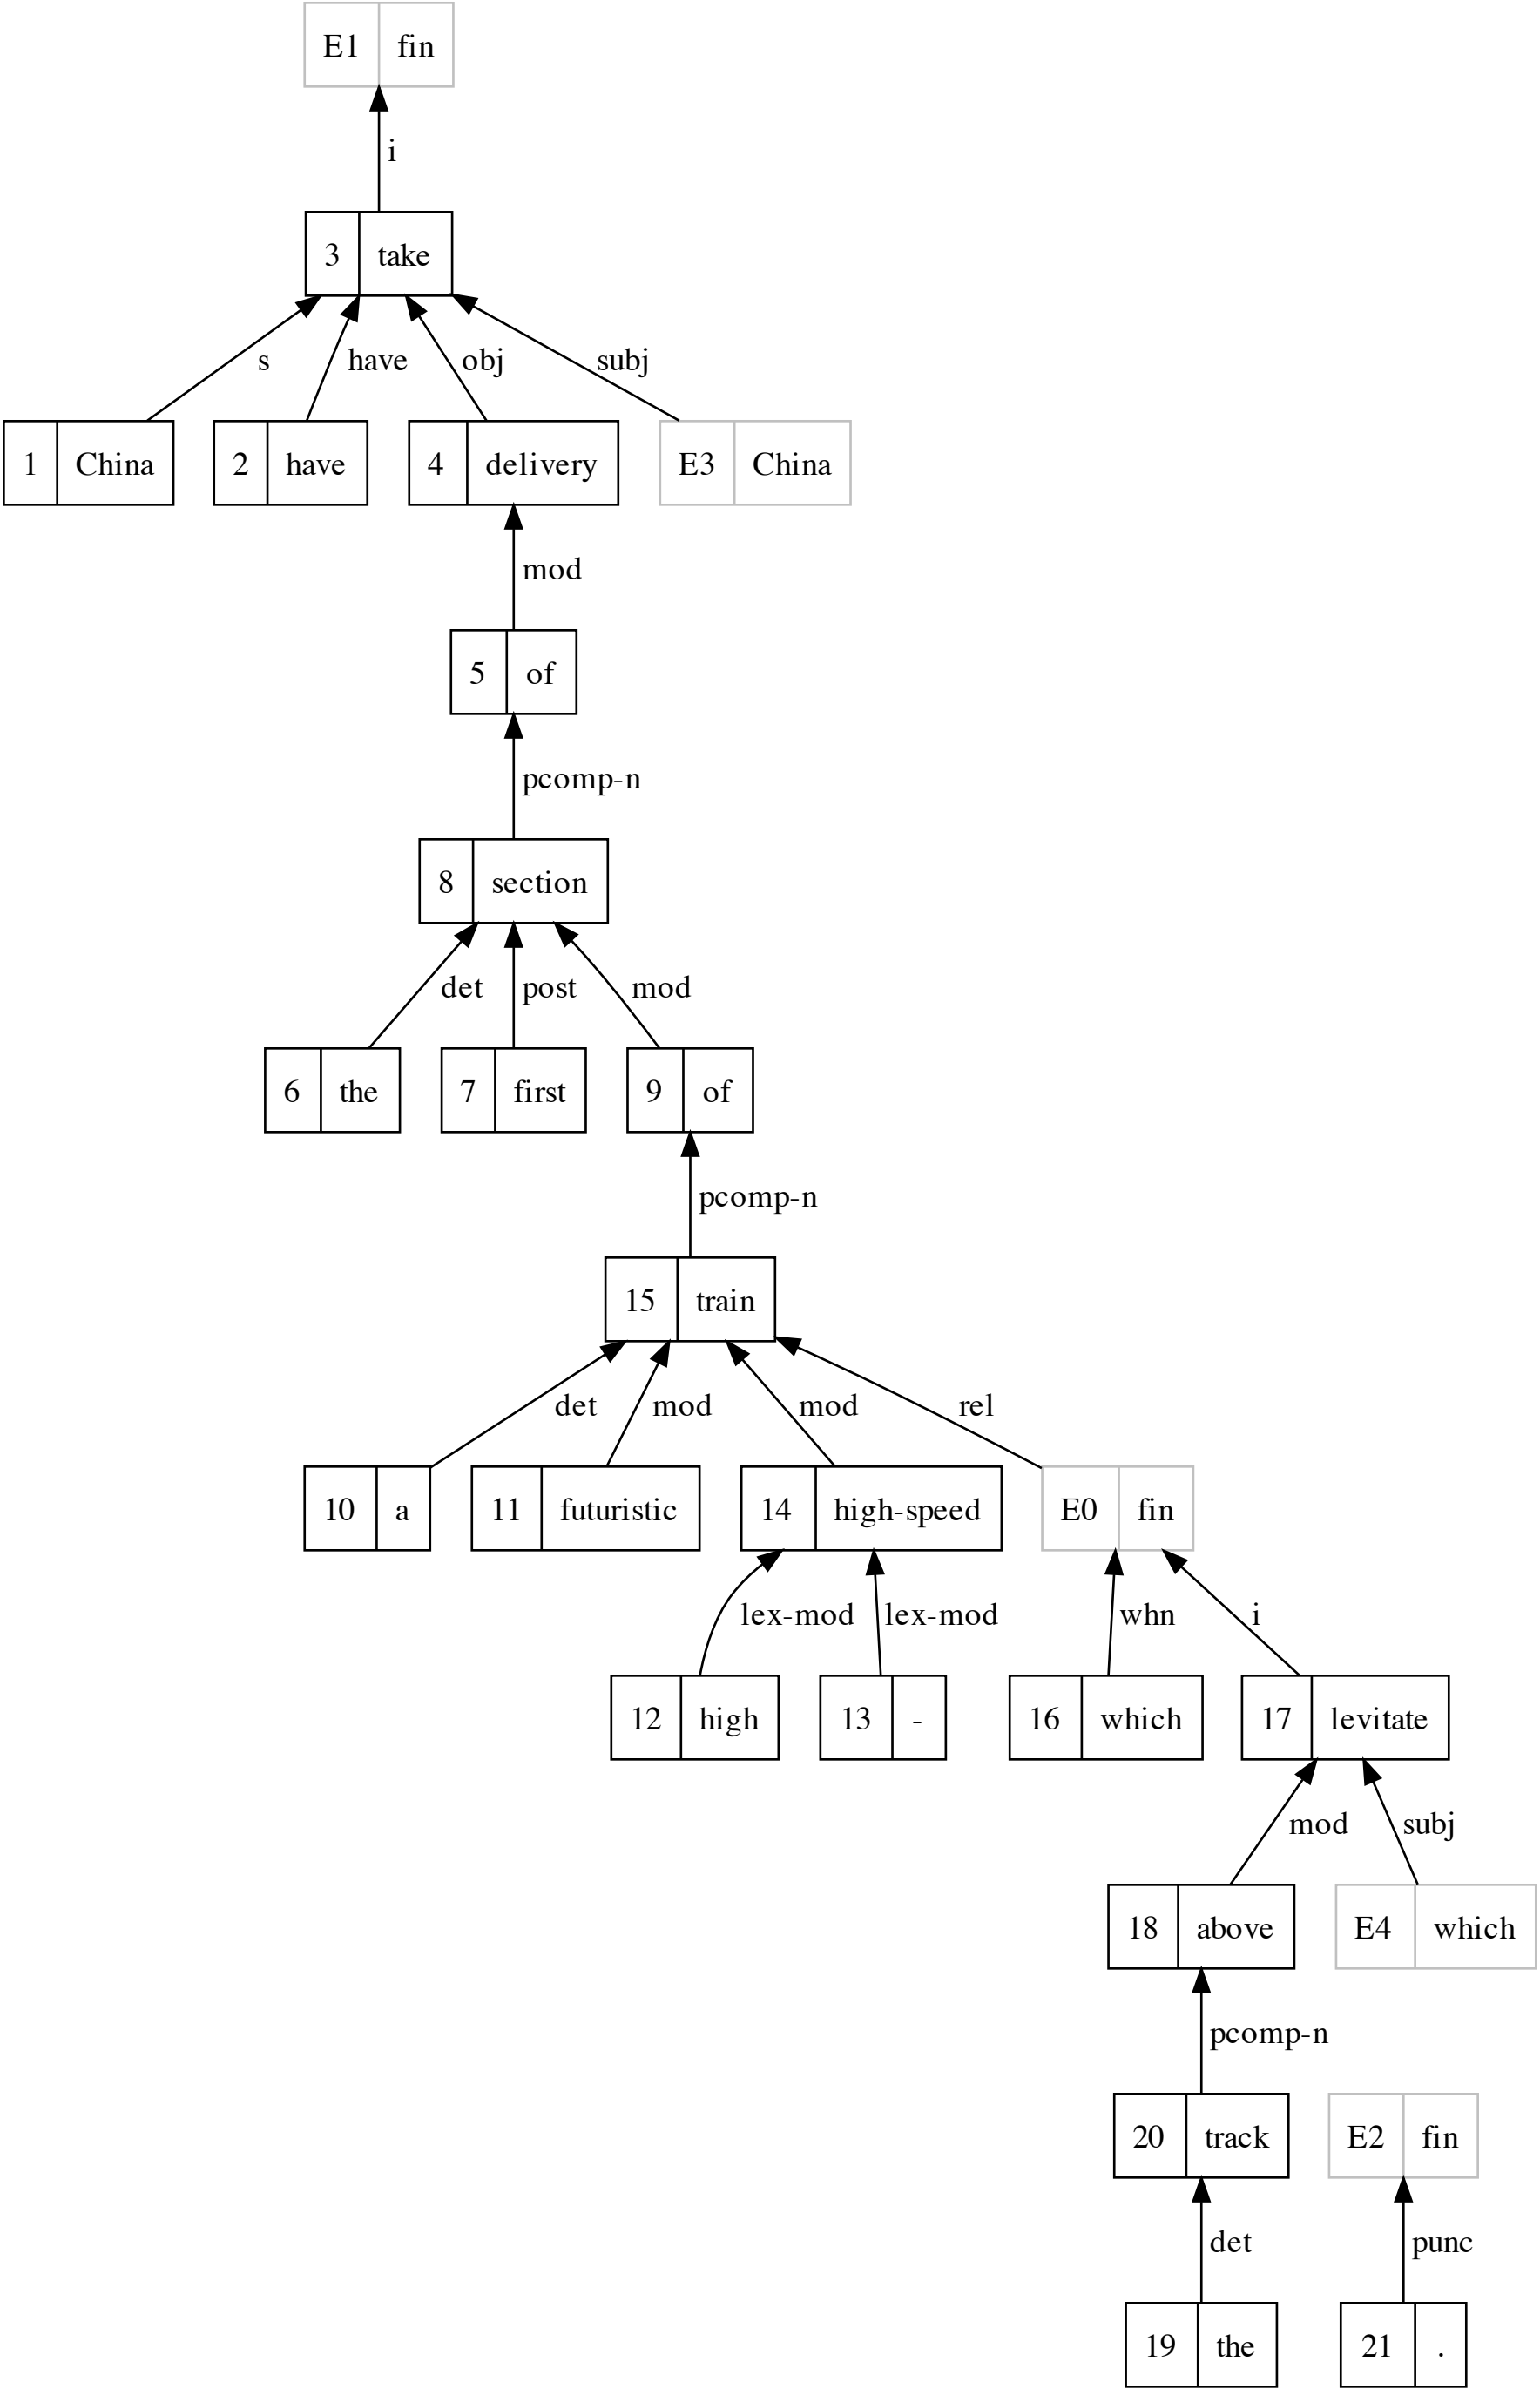 E1 fin
i
3 take
s have obj subj
1 China 2 have 4 delivery E3 China
mod
5 of
pcomp-n
8 section
det post mod
6 the 7 first 9 of
pcomp-n
15 train
det mod mod rel
10 a 11 futuristic 14 high-speed E0 fin
lex-mod lex-mod whn i
12 high 13 - 16 which 17 levitate
mod subj
18 above E4 which
pcomp-n
20 track E2 fin
det punc
19 the 21 .